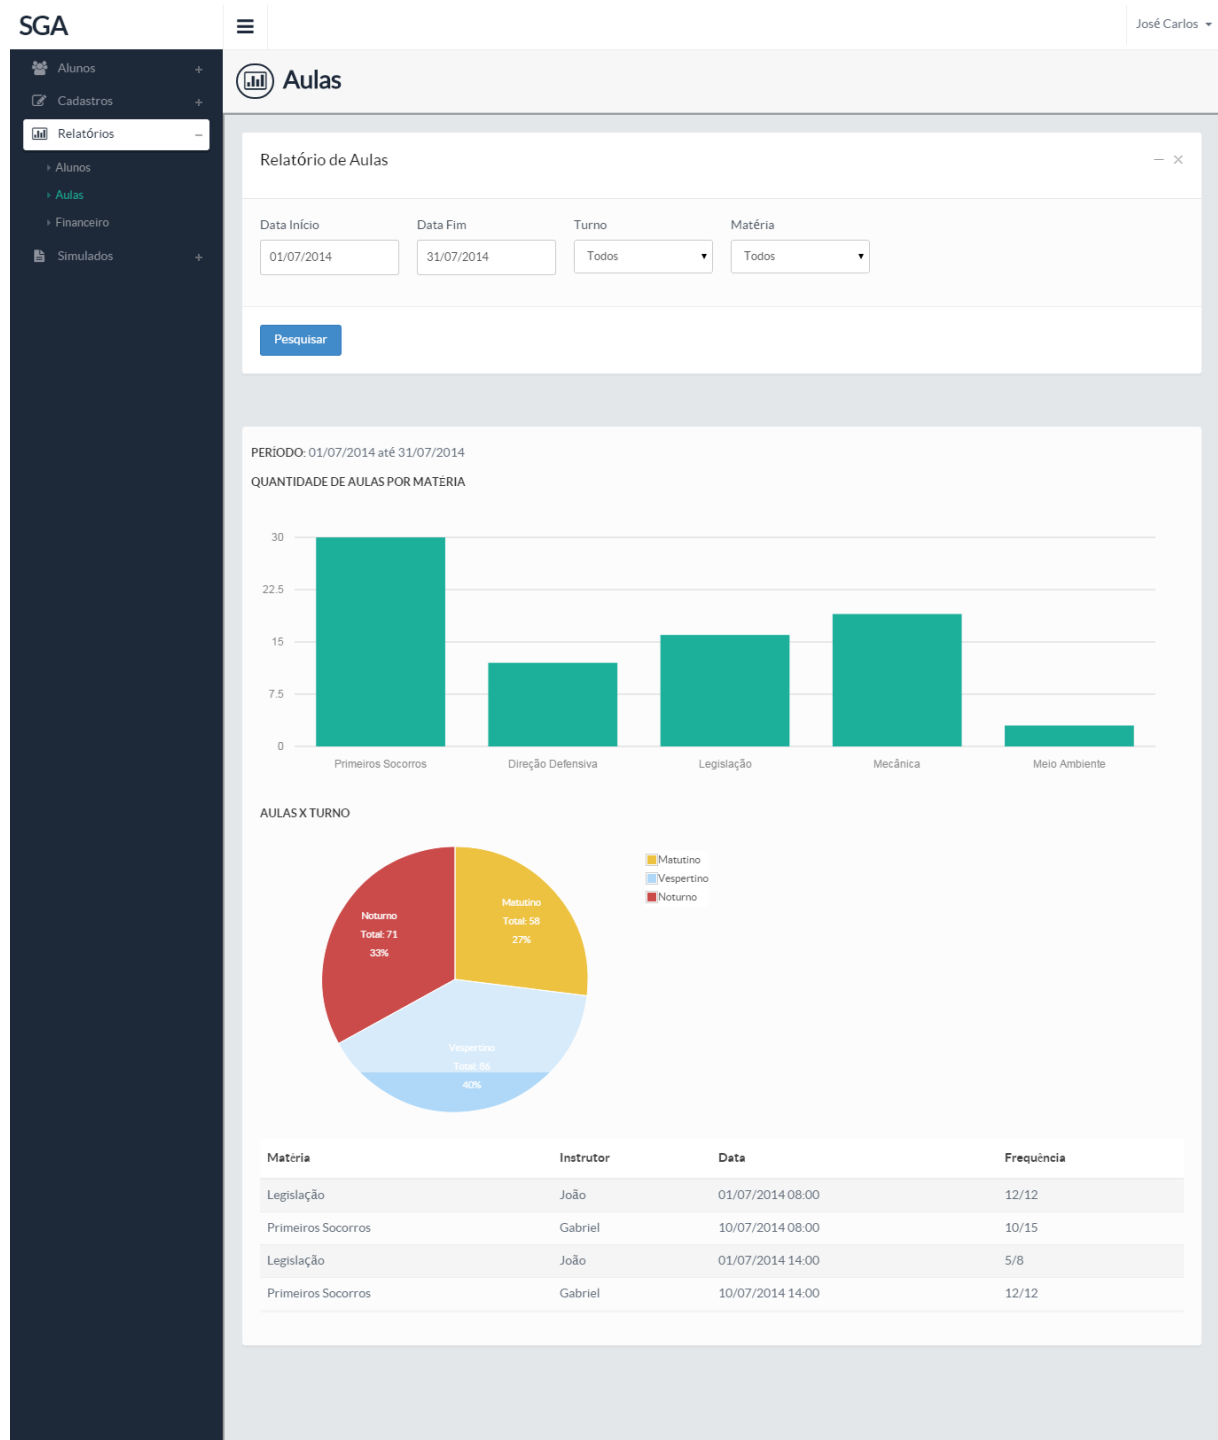 SGA
José Carlos
Alunos +
Cadastros +
Relatórios –
Alunos
Aulas
Financeiro
Simulados +
Aulas
Relatório de Aulas
Data Início Data Fim Turno Matéria
01/07/2014 31/07/2014 Todos Todos
Pesquisar
PERÍODO: 01/07/2014 até 31/07/2014
QUANTIDADE DE AULAS POR MATÉRIA
30
22.5
15
7.5
0
Primeiros Socorros Direção Defensiva Legislação Mecânica Meio Ambiente
AULAS X TURNO
Matutino
Vespertino
Noturno
Matutino
Total: 58
27%
Noturno
Total: 71
33%
Vespertino
Total: 86
40%
Matéria Instrutor Data Frequência
Legislação João 01/07/2014 08:00 12/12
Primeiros Socorros Gabriel 10/07/2014 08:00 10/15
Legislação João 01/07/2014 14:00 5/8
Primeiros Socorros Gabriel 10/07/2014 14:00 12/12